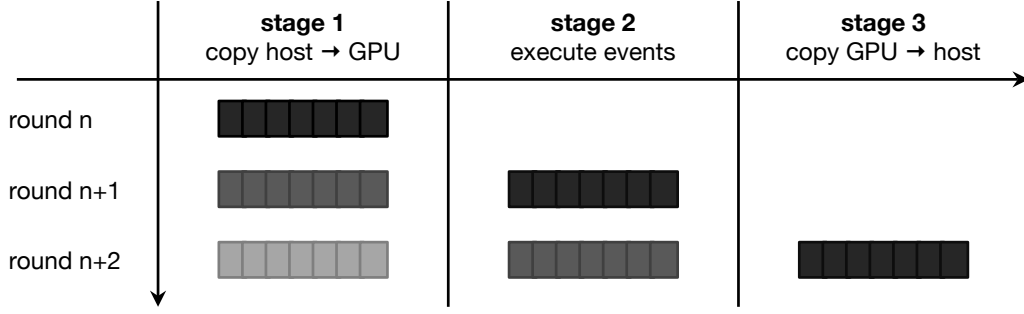 stage 1
copy host → GPU
stage 2
execute events
stage 3
copy GPU → host
round n
round n+1
round n+2